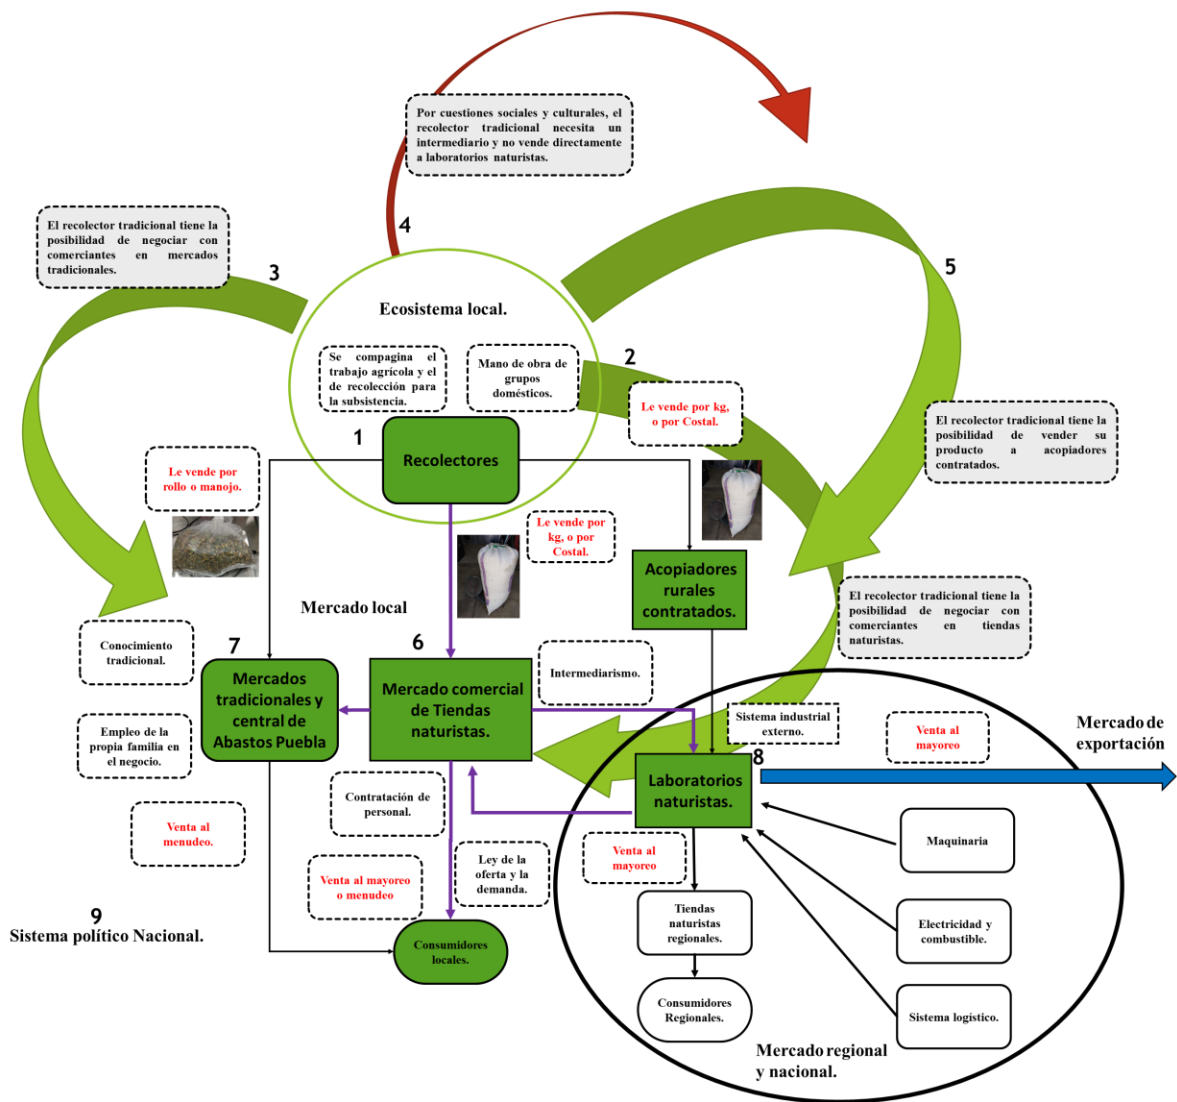 Por cuestiones sociales y culturales, el
recolector tradicional necesita un
intermediario y no vende directamente
a laboratorios naturistas.
4
El recolector tradicional tiene la
posibilidad de negociar con
comerciantes en mercados
tradicionales.
3
5
Ecosistema local.
Se compagina el
trabajo agrícola y el
de recolección para
la subsistencia.
Mano de obra de
grupos
domésticos.
2
Le vende por kg,
o por Costal.
El recolector tradicional tiene la
posibilidad de vender su
producto a acopiadores
contratados.
1
Recolectores
Le vende por
rollo o manojo.
Le vende por
kg, o por
Costal.
Acopiadores
rurales
contratados.
El recolector tradicional tiene la
posibilidad de negociar con
comerciantes en tiendas
naturistas.
Mercado local
Conocimiento
tradicional.
7
Mercados
tradicionales y
central de
Abastos Puebla
6
Mercado comercial
de Tiendas
naturistas.
Intermediarismo.
Sistema industrial
externo.
Venta al
mayoreo
Mercado de
exportación
Empleo de la
propia familia en
el negocio.
8
Laboratorios
naturistas.
Contratación de
personal.
Venta al
menudeo.
Maquinaria
Venta al mayoreo
o menudeo
Ley de la
oferta y la
demanda.
Venta al
mayoreo
9
Sistema político Nacional.
Tiendas
naturistas
regionales.
Electricidad y
combustible.
Consumidores
locales.
Consumidores
Regionales.
Sistema logístico.
Mercado regional
y nacional.